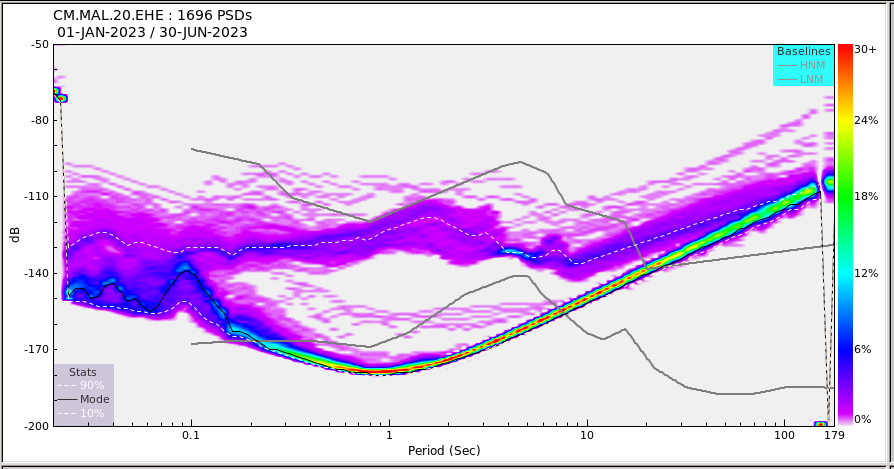 CM.MAL.20.EHE : 1696 PSDs
01-JAN-2023 / 30-JUN-2023
-50
-80
-110
-140
-170
-200
dB
Baselines
HNM
LNM
Stats
90%
Mode
10%
0.1
1
10
100
179
Period (Sec)
30+
24%
18%
12%
6%
0%